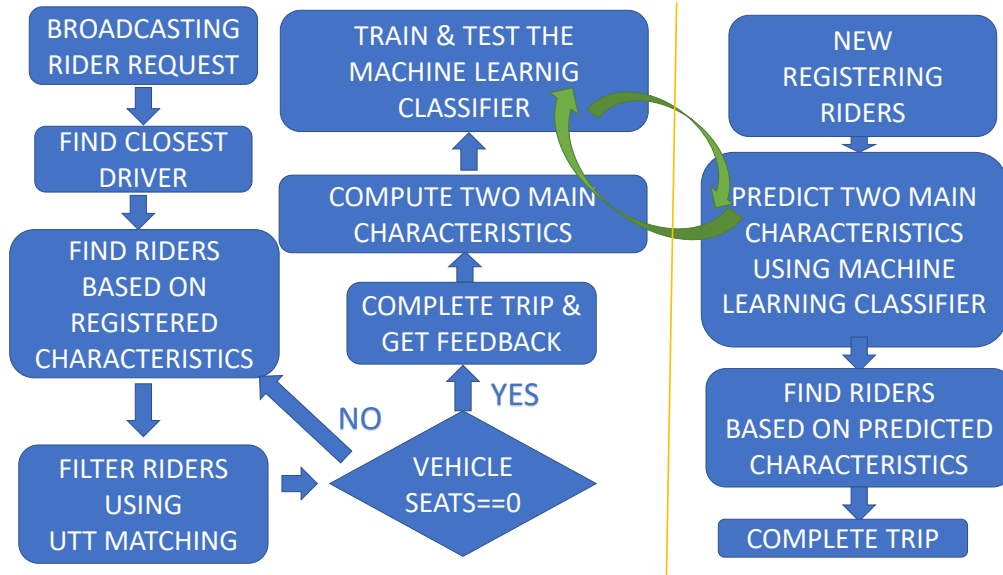 BROADCASTING
RIDER REQUEST
FIND CLOSEST
DRIVER
FIND RIDERS
BASED ON
REGISTERED
CHARACTERISTICS
FILTER RIDERS
USING
UTT MATCHING
VEHICLE
SEATS==0
NO
YES
COMPLETE TRIP &
GET FEEDBACK
COMPUTE TWO MAIN
CHARACTERISTICS
TRAIN & TEST THE
MACHINE LEARNIG
CLASSIFIER
NEW
REGISTERING
RIDERS
PREDICT TWO MAIN
CHARACTERISTICS
USING MACHINE
LEARNING CLASSIFIER
FIND RIDERS
BASED ON PREDICTED
CHARACTERISTICS
COMPLETE TRIP